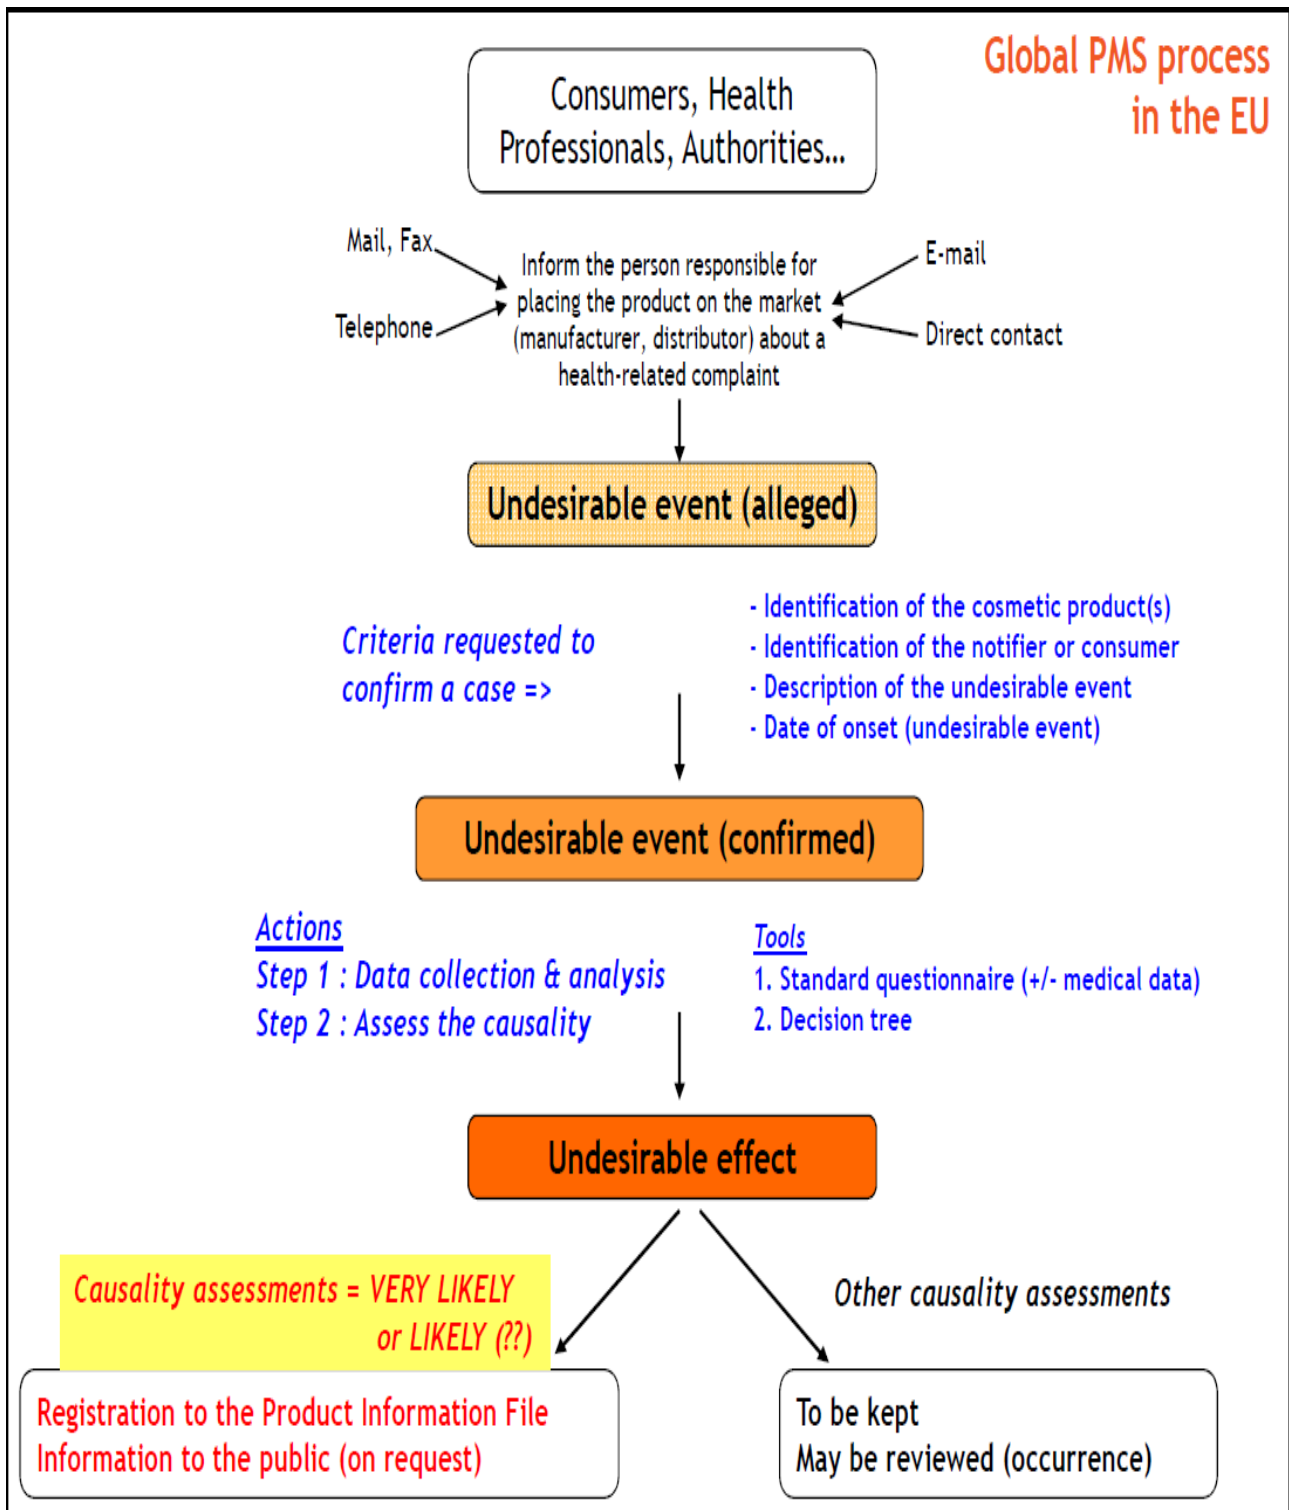 Global PMS process
in the EU
Consumers, Health
Professionals, Authorities...
Mail, Fax
Telephone
Inform the person responsible for
placing the product on the market
(manufacturer, distributor) about a
health-related complaint
E-mail
Direct contact
Undesirable event (alleged)
Criteria requested to
confirm a case =>
- Identification of the cosmetic product(s)
- Identification of the notifier or consumer
- Description of the undesirable event
- Date of onset (undesirable event)
Undesirable event (confirmed)
Actions
Step 1 : Data collection & analysis
Step 2 : Assess the causality
Tools
1. Standard questionnaire (+/- medical data)
2. Decision tree
Undesirable effect
Causality assessments = VERY LIKELY
or LIKELY (??)
Other causality assessments
Registration to the Product Information File
Information to the public (on request)
To be kept
May be reviewed (occurrence)